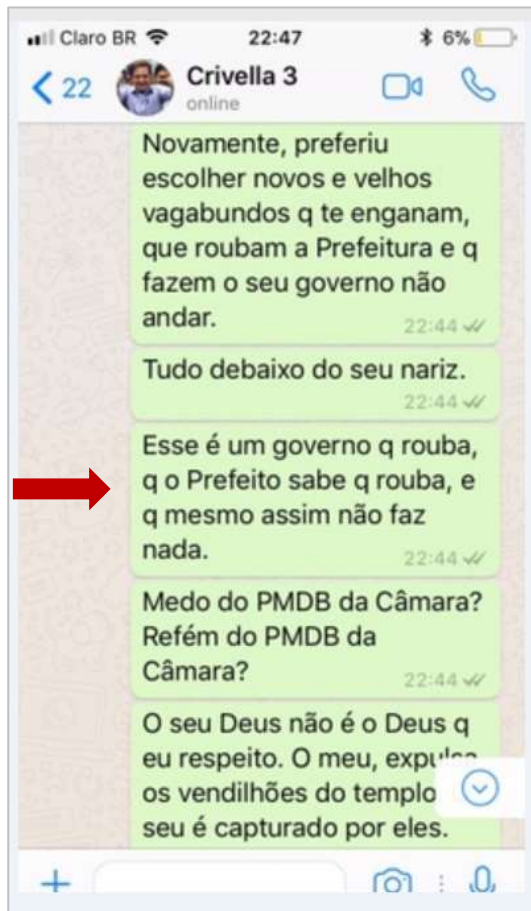 Claro BR 22:47 6%
22 Crivella 3
online
Novamente, preferiu
escolher novos e velhos
vagabundos q te enganam,
que roubam a Prefeitura e q
fazem o seu governo não
andar. 22:44
Tudo debaixo do seu nariz.
22:44
Esse é um governo q rouba,
q o Prefeito sabe q rouba, e
q mesmo assim não faz
nada. 22:44
Medo do PMDB da Câmara?
Refém do PMDB da
Câmara? 22:44
O seu Deus não é o Deus q
eu respeito. O meu, expulsa
os vendilhões do templo
seu é capturado por eles.